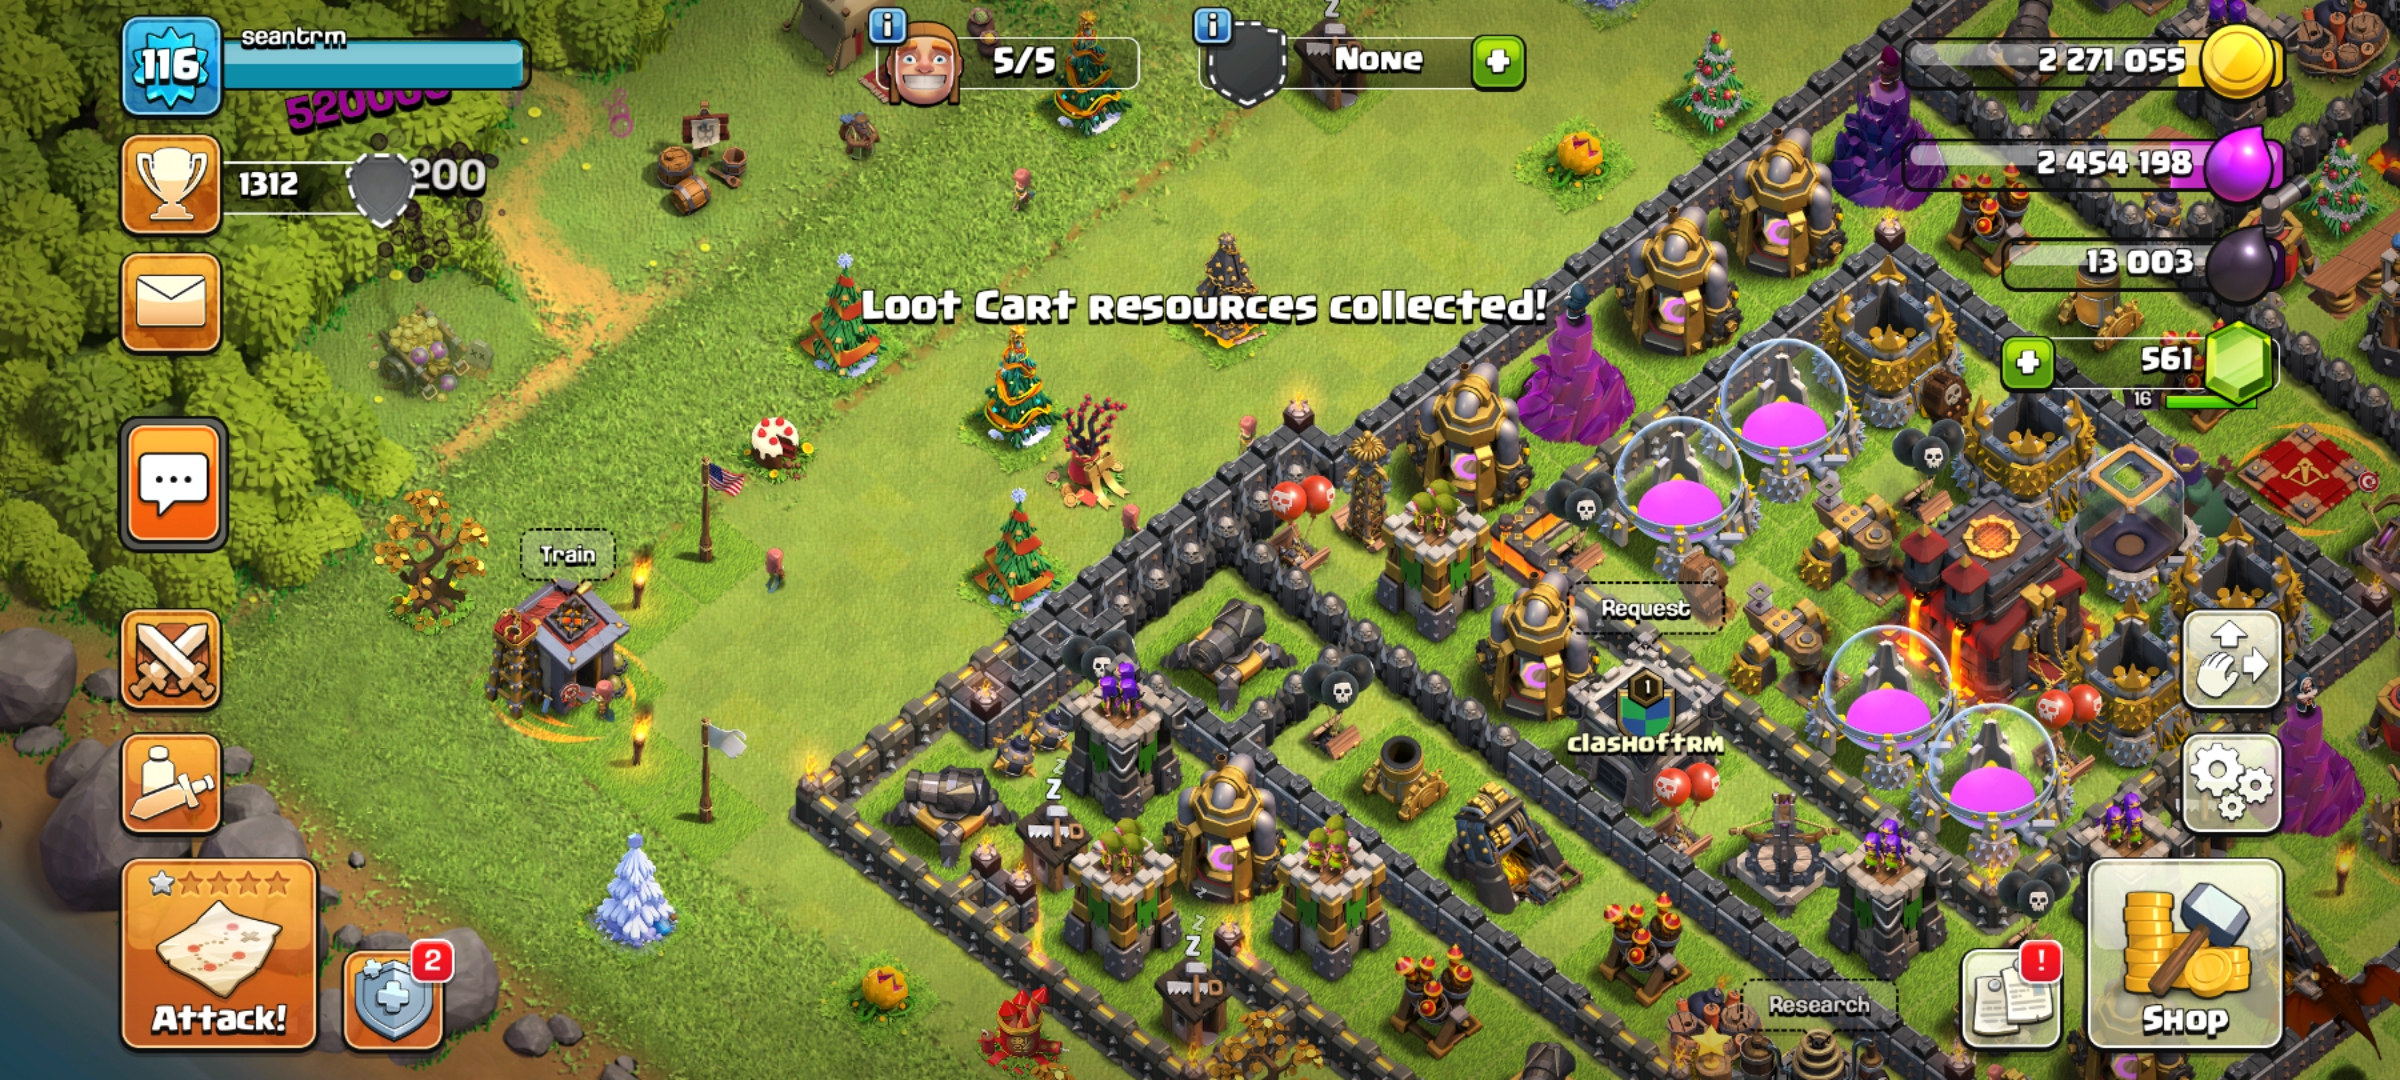 116
seantrm
5/5
None
2 271 055
1312
200
2 454 198
13 003
Loot Cart resources collected!
561
16
Train
Request
1
clashoftrm
Z
Z
Z
Z
Z
Attack!
2
Research
!
Shop